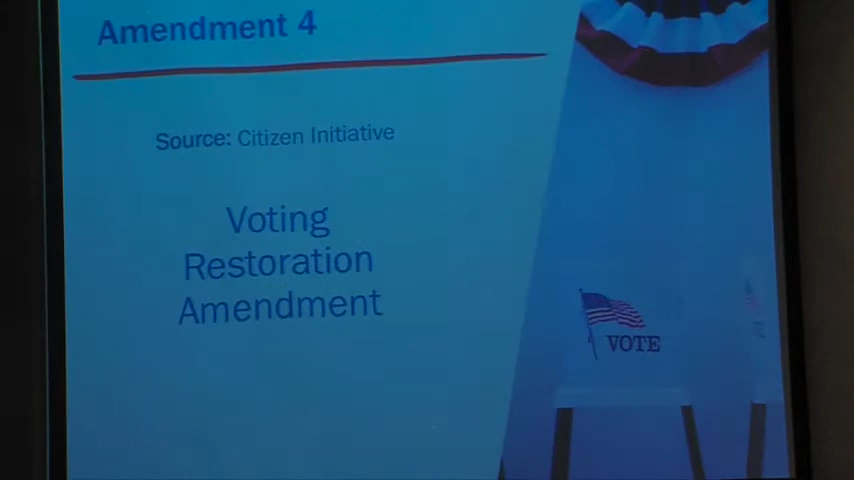 Amendment 4
Source: Citizen Initiative
Voting
Restoration
Amendment
VOTE